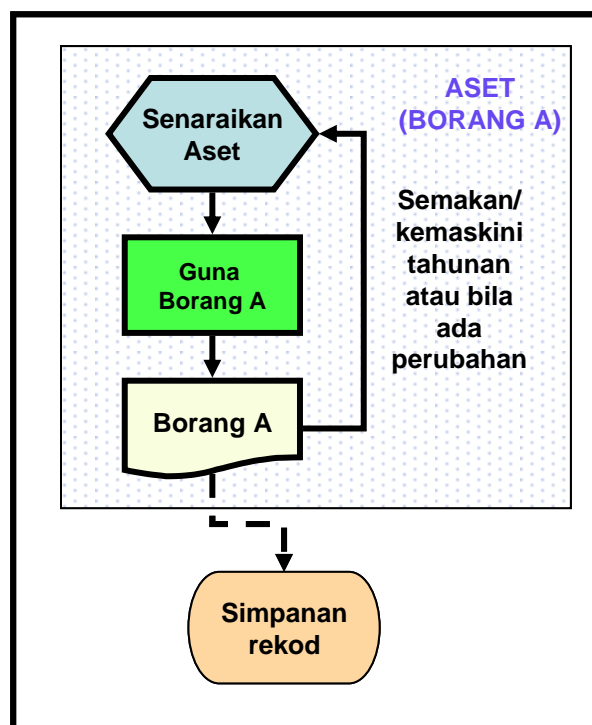 ASET
(BORANG A)
Senaraikan
Aset
Semakan/
kemaskini
tahunan
atau bila
ada
perubahan
Guna
Borang A
Borang A
Simpanan
rekod